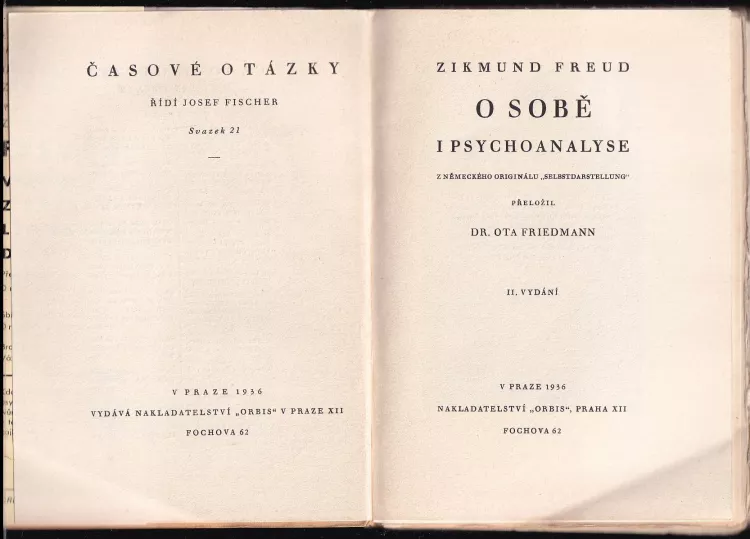 ČASOVÉ OTÁZKY
ŘÍDÍ JOSEF FISCHER
Svazek 21
V PRAZE 1936
VYDÁVÁ NAKLADATELSTVÍ „ORBIS“ V PRAZE XII
FOCHOVA 62
ZIKMUND FREUD
O SOBĚ
I PSYCHOANALYSE
Z NĚMECKÉHO ORIGINÁLU „SELBSTDARSTELLUNG“
PŘELOŽIL
DR. OTA FRIEDMANN
II. VYDÁNÍ
V PRAZE 1936
NAKLADATELSTVÍ „ORBIS“, PRAHA XII
FOCHOVA 62